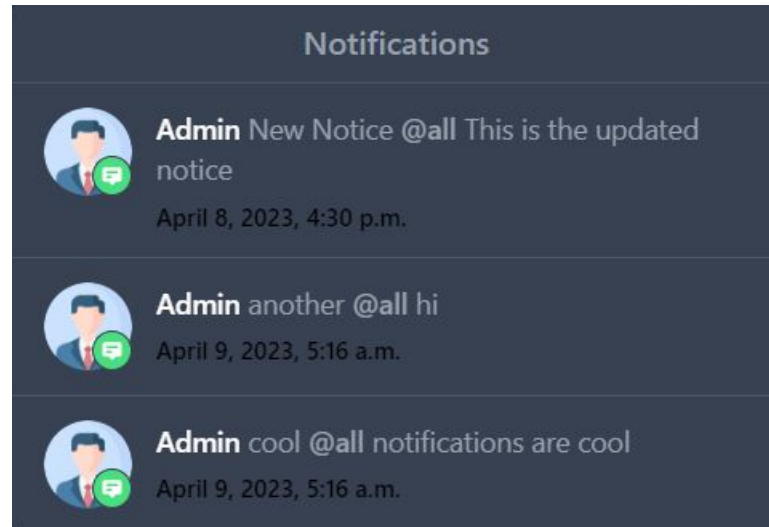 Notifications
Admin New Notice @all This is the updated
notice
April 8, 2023, 4:30 p.m.
Admin another @all hi
April 9, 2023, 5:16 a.m.
Admin cool @all notifications are cool
April 9, 2023, 5:16 a.m.